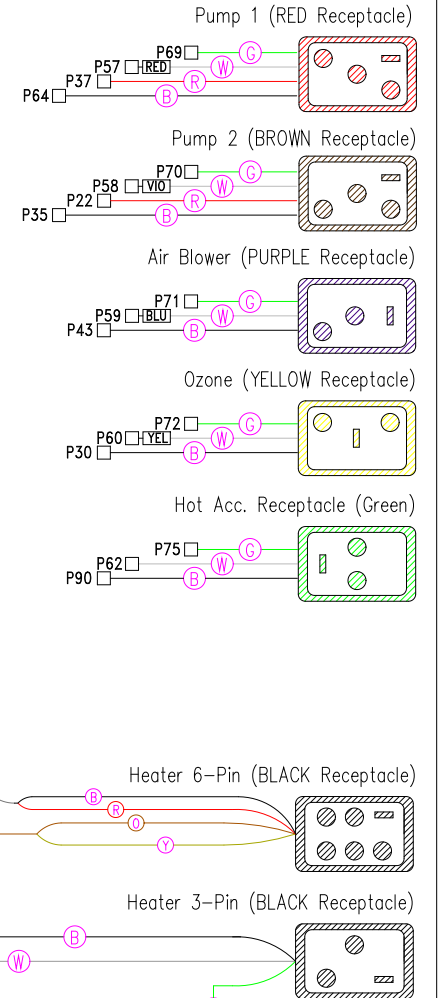 Pump 1 (RED Receptacle)
P69 G
P57 RED W
P37 R
P64 B
Pump 2 (BROWN Receptacle)
P70 G
P58 VIO W
P22 R
P35 B
Air Blower (PURPLE Receptacle)
P71 G
P59 BLU W
P43 B
Ozone (YELLOW Receptacle)
P72 G
P60 YEL W
P30 B
Hot Acc. Receptacle (Green)
P75 G
P62 W
P90 B
Heater 6-Pin (BLACK Receptacle)
B
R
O
Y
Heater 3-Pin (BLACK Receptacle)
B
W